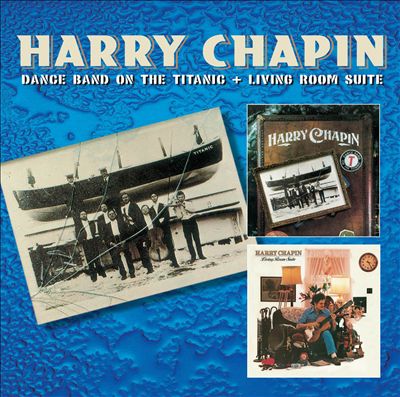 HARRY CHAPIN
DANCE BAND ON THE TITANIC + LIVING ROOM SUITE
TITANIC
HARRY CHAPIN
T
HARRY CHAPIN
Living Room Suite